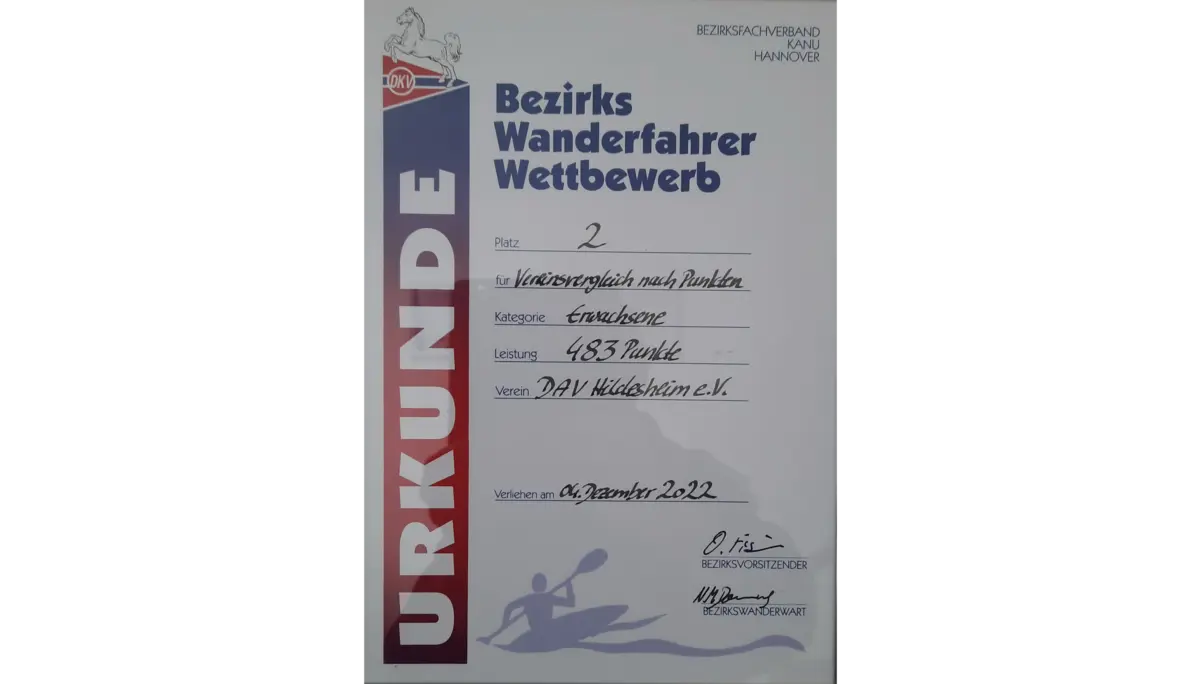 BEZIRKSFACHVERBAND
KANU
HANNOVER
DKV
URKUNDE
Bezirks
Wanderfahrer
Wettbewerb
Platz 2
für Vereinsvergleich nach Punkten
Kategorie Erwachsene
Leistung 483 Punkte
Verein DAV Hildesheim e.V.
Verliehen am 04. Dezember 2022
BEZIRKSVORSITZENDER
BEZIRKSWANDERWART